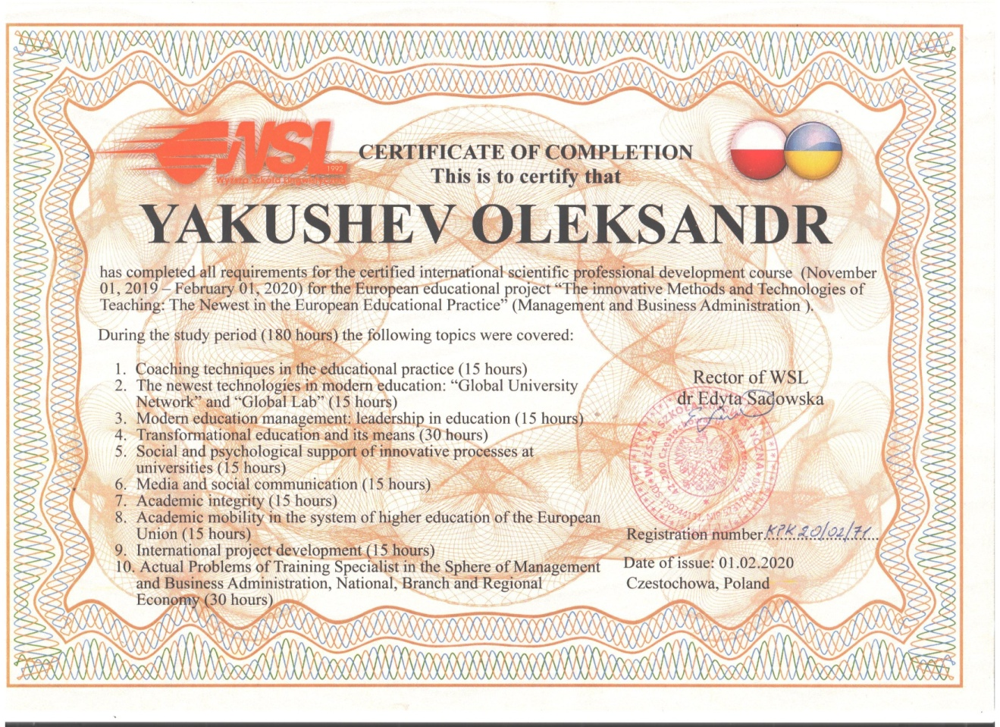 WSL
1992
Wyższa Szkoła Logistyczna
CERTIFICATE OF COMPLETION
This is to certify that
YAKUSHEV OLEKSANDR
has completed all requirements for the certified international scientific professional development course (November
01, 2019 – February 01, 2020) for the European educational project “The innovative Methods and Technologies of
Teaching: The Newest in the European Educational Practice” (Management and Business Administration ).
During the study period (180 hours) the following topics were covered:
1. Coaching techniques in the educational practice (15 hours)
2. The newest technologies in modern education: “Global University
Network” and “Global Lab” (15 hours)
3. Modern education management: leadership in education (15 hours)
4. Transformational education and its means (30 hours)
5. Social and psychological support of innovative processes at
universities (15 hours)
6. Media and social communication (15 hours)
7. Academic integrity (15 hours)
8. Academic mobility in the system of higher education of the European
Union (15 hours)
9. International project development (15 hours)
10. Actual Problems of Training Specialist in the Sphere of Management
and Business Administration, National, Branch and Regional
Economy (30 hours)
Rector of WSL
dr Edyta Sadowska
WYŻSZA SZKOŁA
Registration number KPK 20/02/71
Date of issue: 01.02.2020
Czestochowa, Poland